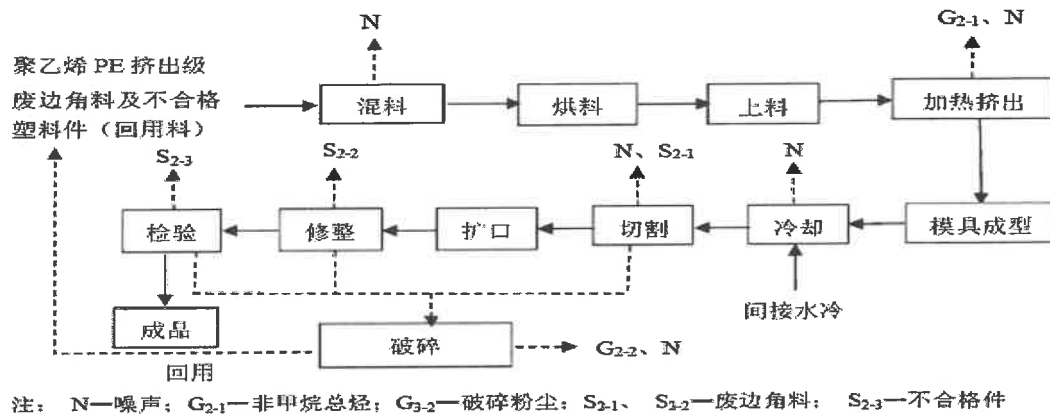 N
G₂₋₁、N
聚乙烯 PE 挤出级
废边角料及不合格
塑料件（回用料）
混料
烘料
上料
加热挤出
S₂₋₃
S₂₋₂
N、S₂₋₁
N
检验
修整
扩口
切割
冷却
模具成型
间接水冷
成品
破碎
G₂₋₂、N
回用
注： N—噪声；G₂₋₁—非甲烷总烃；G₃₋₂—破碎粉尘；S₂₋₁、 S₂₋₂—废边角料； S₂₋₃—不合格件